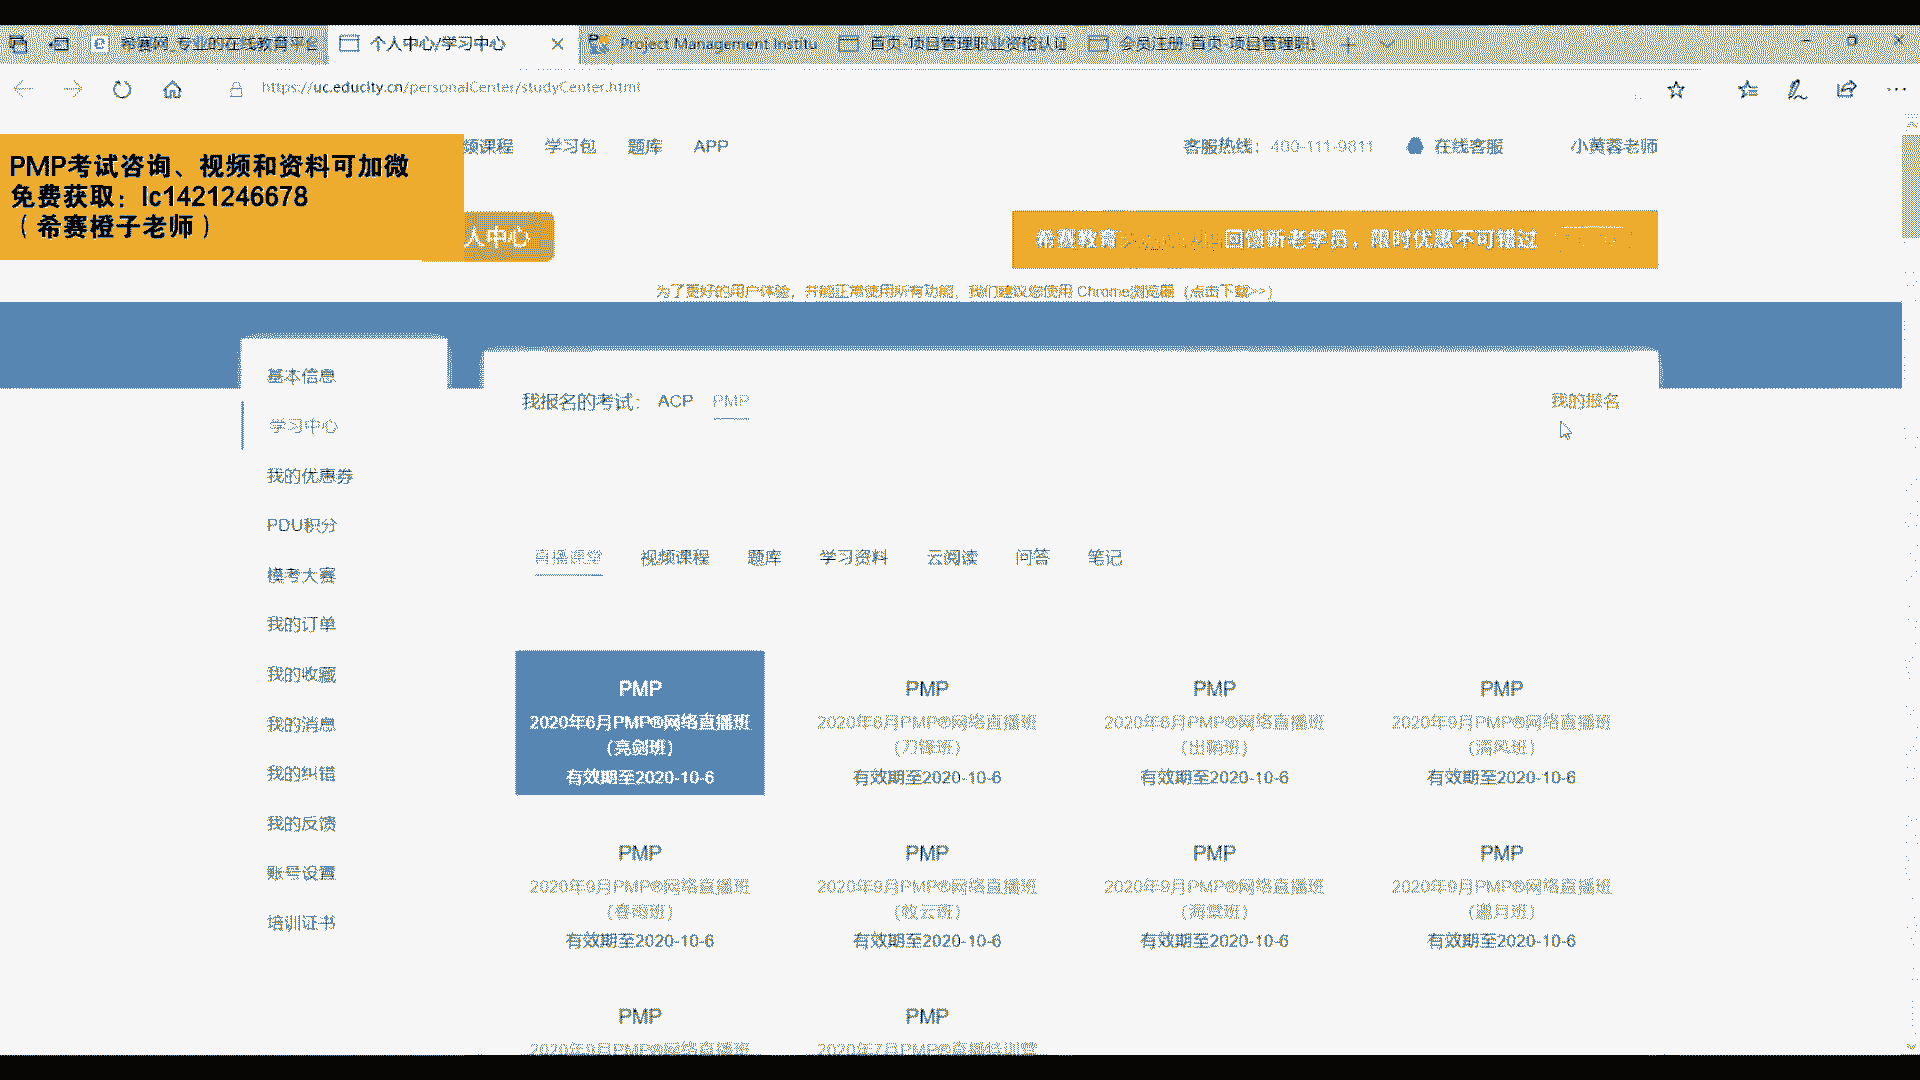 希赛网_专业的在线教育平台
个人中心/学习中心
Project Management Institu
首页-项目管理职业资格认证
会员注册-首页-项目管理职业
https://uc.educity.cn/personalCenter/studyCenter.html
频课程 学习包 题库 APP
客服热线：400-111-9811 在线客服 小黄蓉老师
PMP考试咨询、视频和资料可加微
免费获取：lc1421246678
（希赛橙子老师）
人中心
希赛教育
回馈新老学员，限时优惠不可错过
为了更好的用户体验，并能正常使用所有功能，我们建议您使用 Chrome浏览器（点击下载>>）
基本信息
学习中心
我的优惠券
PDU积分
模考大赛
我的订单
我的收藏
我的消息
我的纠错
我的反馈
账号设置
培训证书
我报名的考试： ACP PMP
我的报名
直播课堂 视频课程 题库 学习资料 云阅读 问答 笔记
PMP
2020年6月PMP®网络直播班
（亮剑班）
有效期至2020-10-6
PMP
2020年6月PMP®网络直播班
（刀锋班）
有效期至2020-10-6
PMP
2020年6月PMP®网络直播班
（出鞘班）
有效期至2020-10-6
PMP
2020年9月PMP®网络直播班
（清风班）
有效期至2020-10-6
PMP
2020年9月PMP®网络直播班
（春雨班）
有效期至2020-10-6
PMP
2020年9月PMP®网络直播班
（收云班）
有效期至2020-10-6
PMP
2020年9月PMP®网络直播班
（海棠班）
有效期至2020-10-6
PMP
2020年9月PMP®网络直播班
（邀月班）
有效期至2020-10-6
PMP
2020年9月PMP®网络直播班
PMP
2020年7月PMP®直播特训营